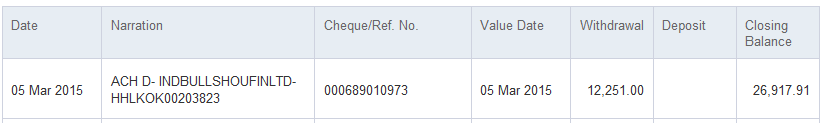 Date Narration Cheque/Ref. No. Value Date Withdrawal Deposit Closing
Balance
05 Mar 2015 ACH D- INDBULLSHOUFINLTD-
HHLKOK00203823 000689010973 05 Mar 2015 12,251.00 26,917.91